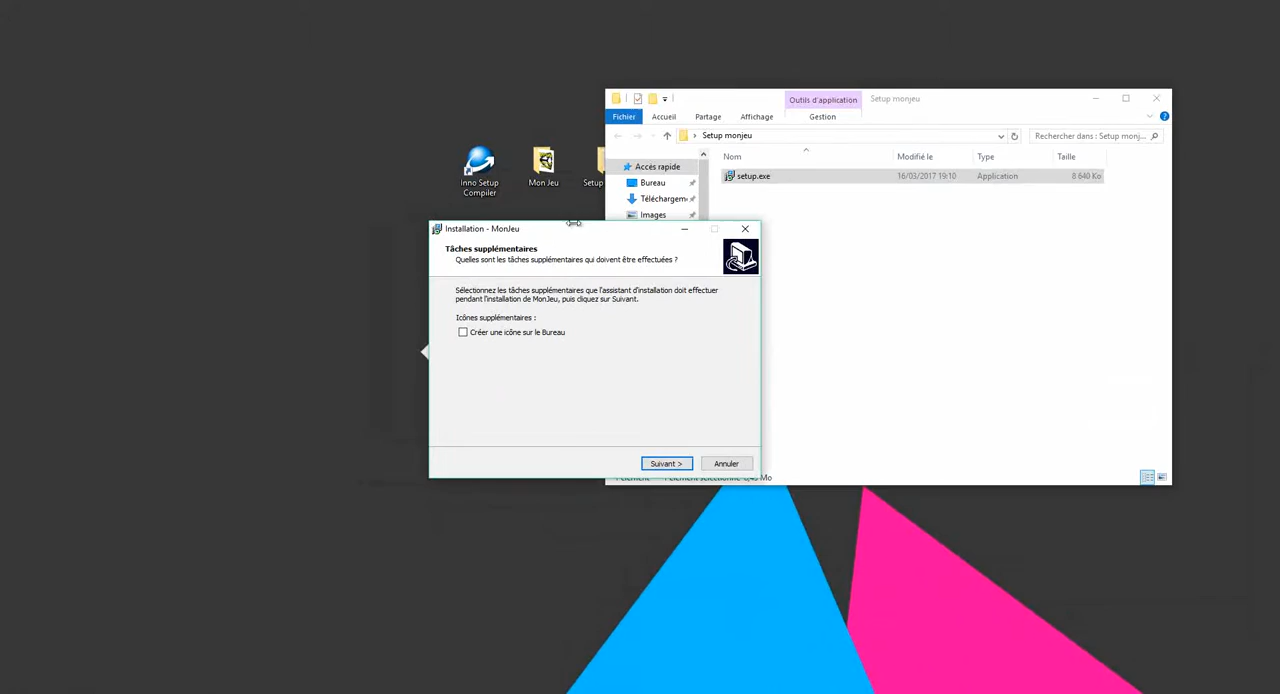 Outils d'application
Setup monjeu
Fichier
Accueil
Partage
Affichage
Gestion
Setup monjeu
Rechercher dans : Setup monj...
Accès rapide
Bureau
Téléchargem
Images
Nom
Modifié le
Type
Taille
setup.exe
16/03/2017 19:10
Application
8 640 Ko
Inno Setup
Compiler
Mon Jeu
Setup
Installation - MonJeu
Tâches supplémentaires
Quelles sont les tâches supplémentaires qui doivent être effectuées ?
Sélectionnez les tâches supplémentaires que l'assistant d'installation doit effectuer
pendant l'installation de MonJeu, puis cliquez sur Suivant.
Icônes supplémentaires :
Créer une icône sur le Bureau
Suivant >
Annuler